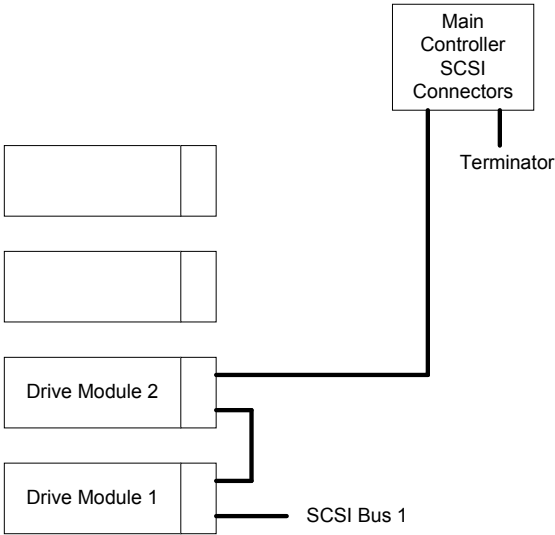 Main
Controller
SCSI
Connectors
Terminator
Drive Module 2
Drive Module 1
SCSI Bus 1